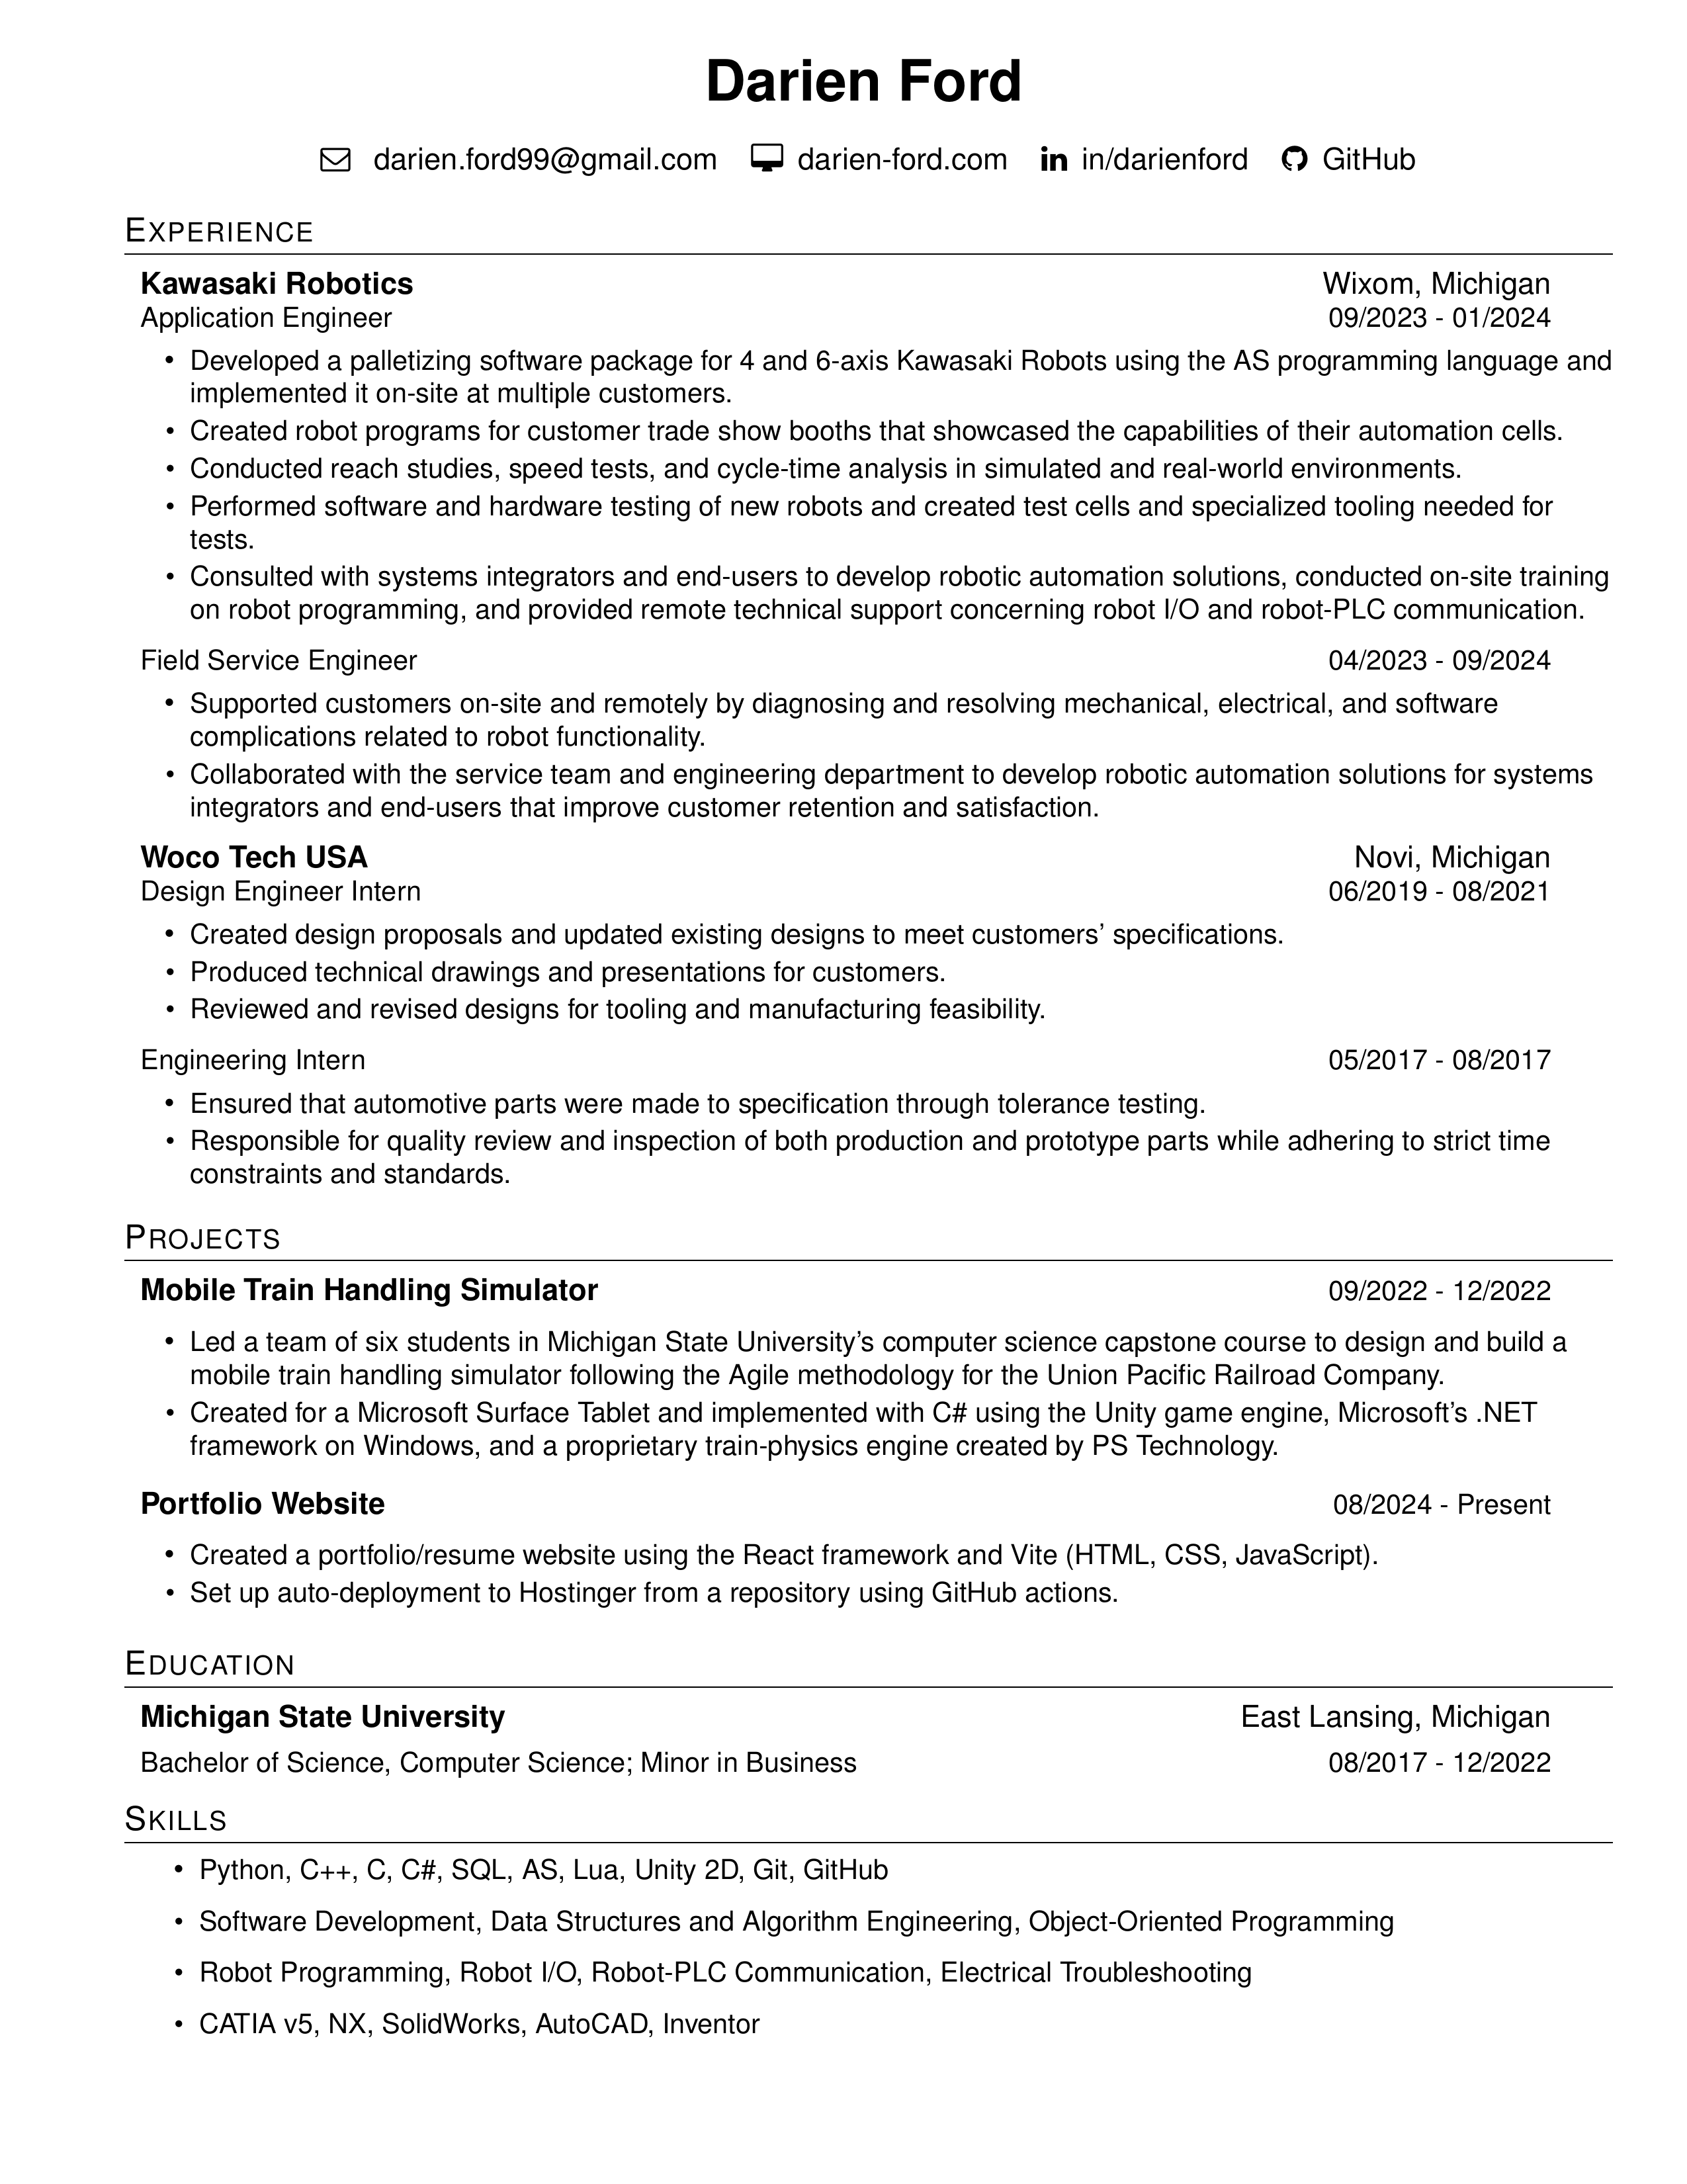 Darien Ford
darien.ford99@gmail.com darien-ford.com in/darienford GitHub
EXPERIENCE
Kawasaki Robotics Wixom, Michigan
Application Engineer 09/2023 - 01/2024
• Developed a palletizing software package for 4 and 6-axis Kawasaki Robots using the AS programming language and
implemented it on-site at multiple customers.
• Created robot programs for customer trade show booths that showcased the capabilities of their automation cells.
• Conducted reach studies, speed tests, and cycle-time analysis in simulated and real-world environments.
• Performed software and hardware testing of new robots and created test cells and specialized tooling needed for
tests.
• Consulted with systems integrators and end-users to develop robotic automation solutions, conducted on-site training
on robot programming, and provided remote technical support concerning robot I/O and robot-PLC communication.
Field Service Engineer 04/2023 - 09/2024
• Supported customers on-site and remotely by diagnosing and resolving mechanical, electrical, and software
complications related to robot functionality.
• Collaborated with the service team and engineering department to develop robotic automation solutions for systems
integrators and end-users that improve customer retention and satisfaction.
Woco Tech USA Novi, Michigan
Design Engineer Intern 06/2019 - 08/2021
• Created design proposals and updated existing designs to meet customers’ specifications.
• Produced technical drawings and presentations for customers.
• Reviewed and revised designs for tooling and manufacturing feasibility.
Engineering Intern 05/2017 - 08/2017
• Ensured that automotive parts were made to specification through tolerance testing.
• Responsible for quality review and inspection of both production and prototype parts while adhering to strict time
constraints and standards.
PROJECTS
Mobile Train Handling Simulator 09/2022 - 12/2022
• Led a team of six students in Michigan State University’s computer science capstone course to design and build a
mobile train handling simulator following the Agile methodology for the Union Pacific Railroad Company.
• Created for a Microsoft Surface Tablet and implemented with C# using the Unity game engine, Microsoft’s .NET
framework on Windows, and a proprietary train-physics engine created by PS Technology.
Portfolio Website 08/2024 - Present
• Created a portfolio/resume website using the React framework and Vite (HTML, CSS, JavaScript).
• Set up auto-deployment to Hostinger from a repository using GitHub actions.
EDUCATION
Michigan State University East Lansing, Michigan
Bachelor of Science, Computer Science; Minor in Business 08/2017 - 12/2022
SKILLS
• Python, C++, C, C#, SQL, AS, Lua, Unity 2D, Git, GitHub
• Software Development, Data Structures and Algorithm Engineering, Object-Oriented Programming
• Robot Programming, Robot I/O, Robot-PLC Communication, Electrical Troubleshooting
• CATIA v5, NX, SolidWorks, AutoCAD, Inventor